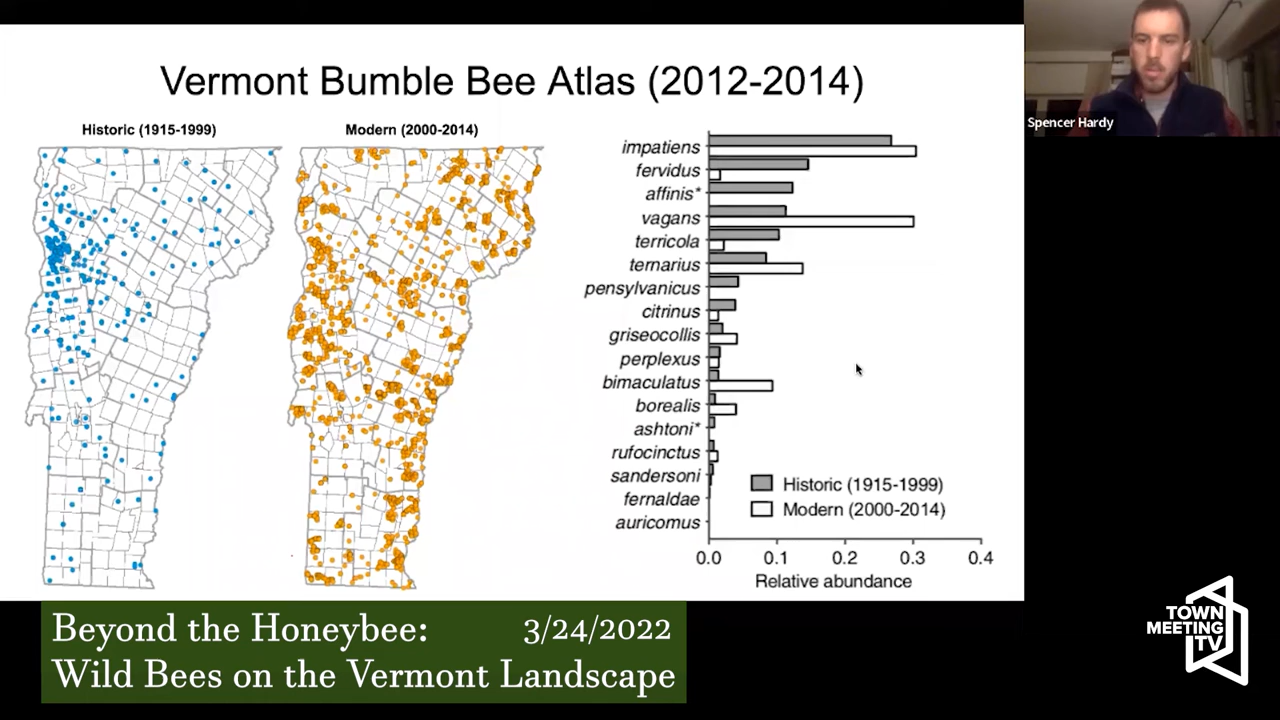 Vermont Bumble Bee Atlas (2012-2014)
Historic (1915-1999)
Modern (2000-2014)
impatiens
fervidus
affinis*
vagans
terricola
ternarius
pensylvanicus
citrinus
griseocollis
perplexus
bimaculatus
borealis
ashtoni*
rufocinctus
sandersoni
fernaldae
auricomus
Historic (1915-1999)
Modern (2000-2014)
0.0 0.1 0.2 0.3 0.4
Relative abundance
Spencer Hardy
Beyond the Honeybee: 3/24/2022
Wild Bees on the Vermont Landscape
TOWN
MEETING
TV